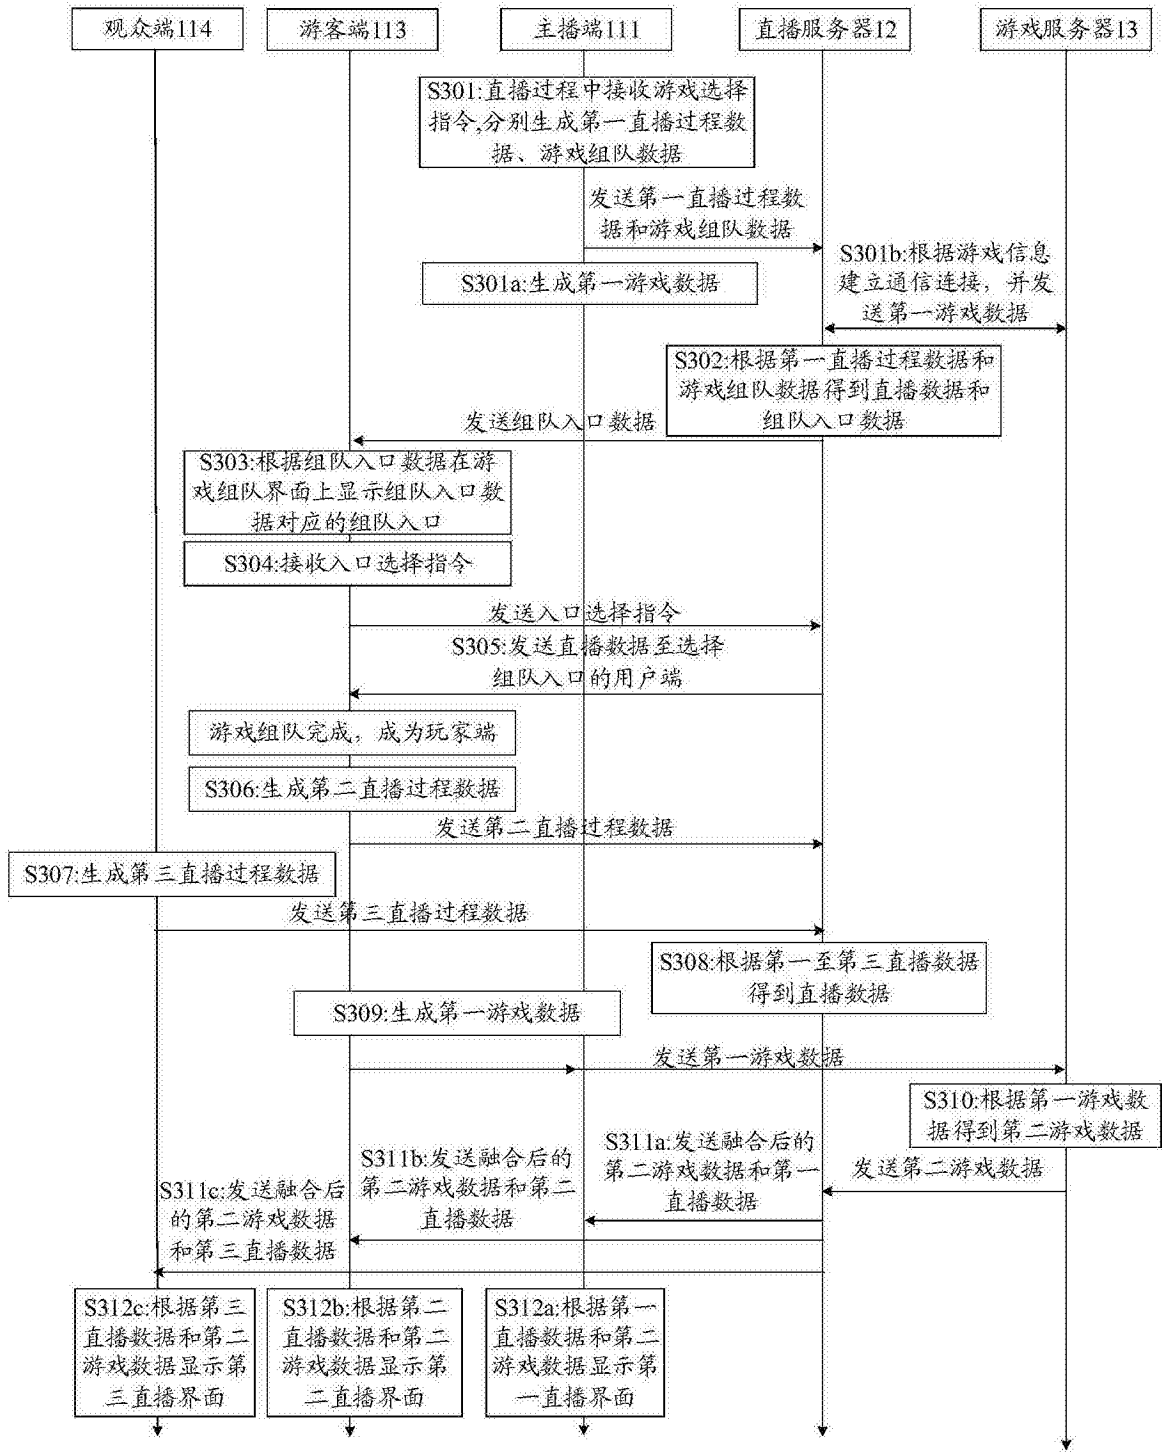 观众端114
游客端113
主播端111
直播服务器12
游戏服务器13
S301:直播过程中接收游戏选择
指令,分别生成第一直播过程数
据、游戏组队数据
发送第一直播过程数
据和游戏组队数据
S301a:生成第一游戏数据
S301b:根据游戏信息
建立通信连接，并发
送第一游戏数据
S302:根据第一直播过程数据和
游戏组队数据得到直播数据和
组队入口数据
发送组队入口数据
S303:根据组队入口数据在游
戏组队界面上显示组队入口数
据对应的组队入口
S304:接收入口选择指令
发送入口选择指令
S305:发送直播数据至选择
组队入口的用户端
游戏组队完成，成为玩家端
S306:生成第二直播过程数据
发送第二直播过程数据
S307:生成第三直播过程数据
发送第三直播过程数据
S308:根据第一至第三直播数据
得到直播数据
S309:生成第一游戏数据
发送第一游戏数据
S310:根据第一游戏数
据得到第二游戏数据
发送第二游戏数据
S311a:发送融合后的
第二游戏数据和第一
直播数据
S311b:发送融合后的
第二游戏数据和第二
直播数据
S311c:发送融合后
的第二游戏数据
和第三直播数据
S312c:根据第三
直播数据和第二
游戏数据显示第
三直播界面
S312b:根据第二
直播数据和第二
游戏数据显示第
二直播界面
S312a:根据第一
直播数据和第二
游戏数据显示第
一直播界面